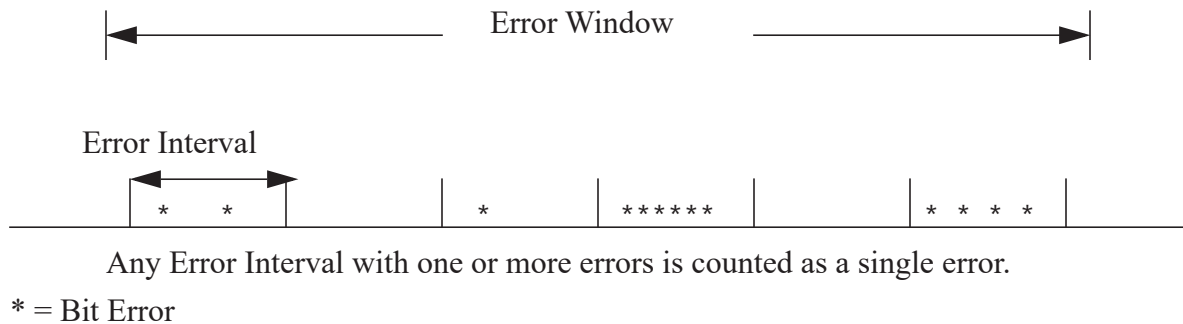 Error Window
Error Interval
* * * ****** * * * *
Any Error Interval with one or more errors is counted as a single error.
* = Bit Error